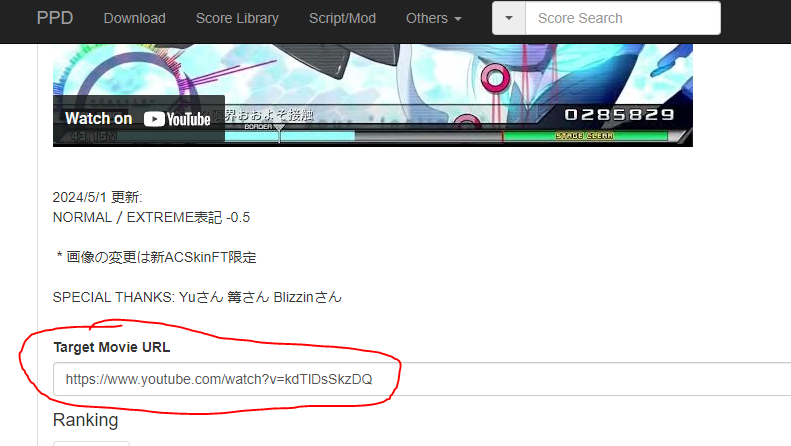 PPD Download Score Library Script/Mod Others Score Search
限界おおよそ接触
Watch on YouTube
0285829
BORDER
STAGE CLEAR
2024/5/1 更新:
NORMAL / EXTREME表記 -0.5
* 画像の変更は新ACSkinFT限定
SPECIAL THANKS: Yuさん 篝さん Blizzinさん
Target Movie URL
https://www.youtube.com/watch?v=kdTIDsSkzDQ
Ranking